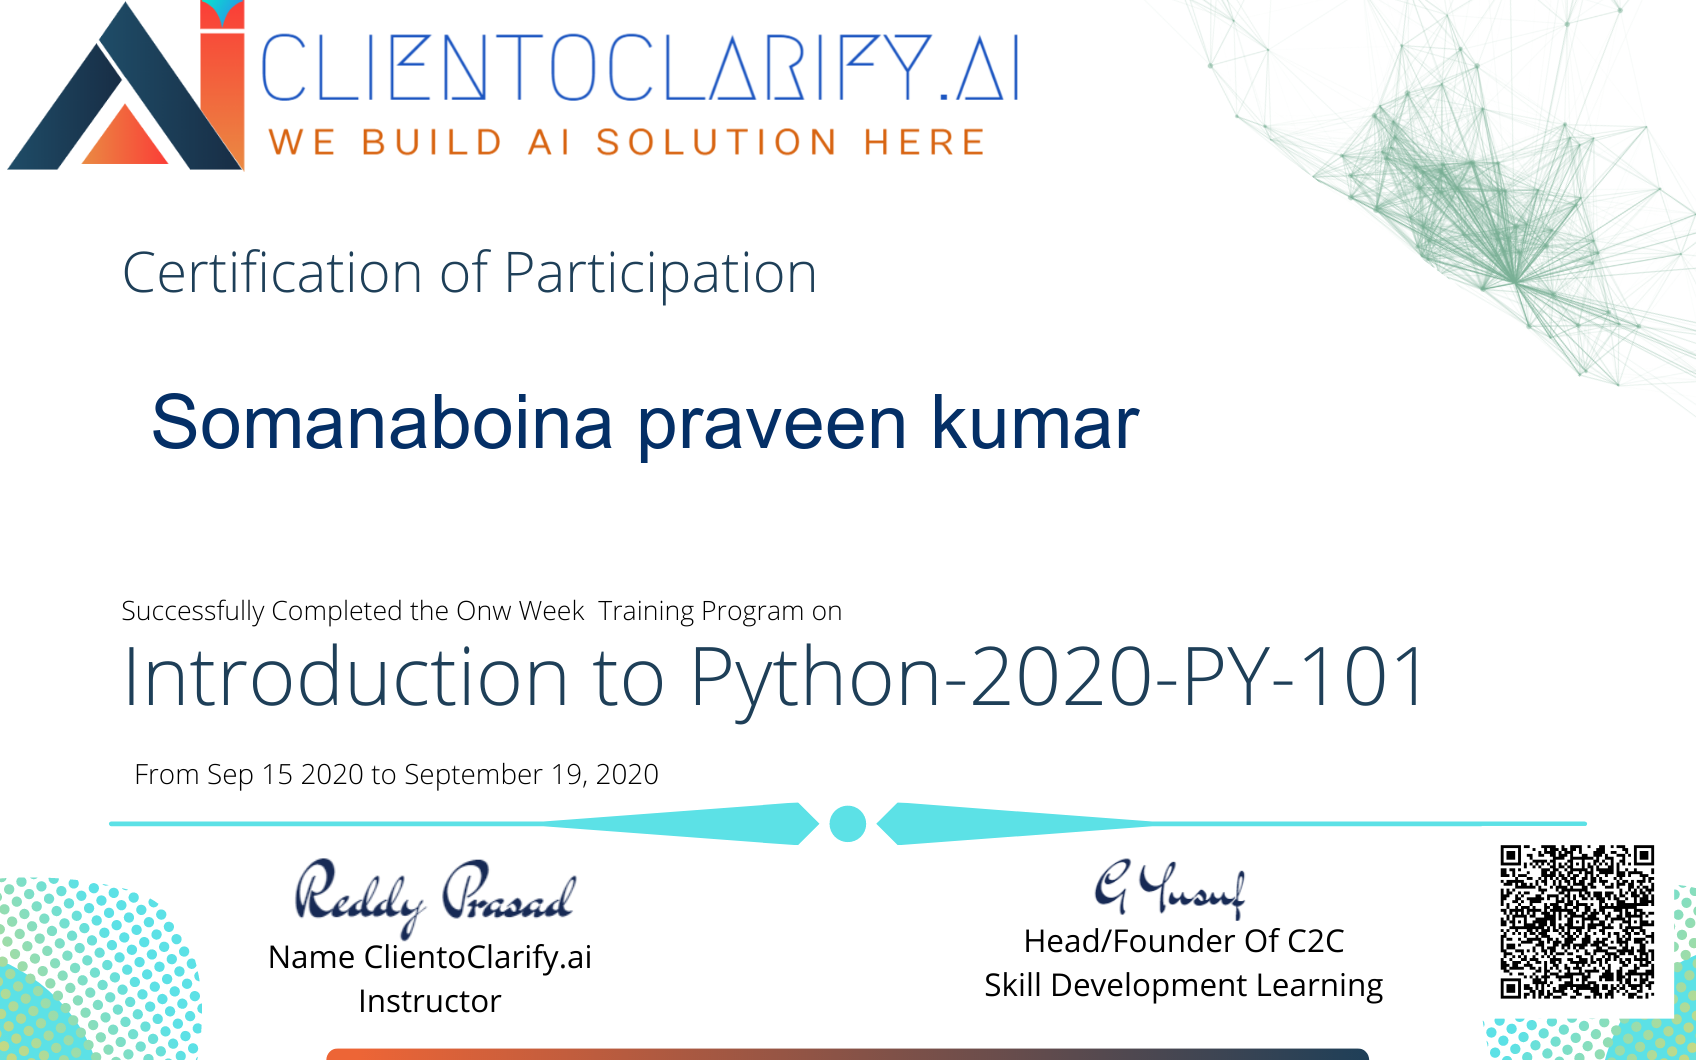 CLIENTOCLARIFY.AI
WE BUILD AI SOLUTION HERE
Certification of Participation
Somanaboina praveen kumar
Successfully Completed the Onw Week Training Program on
Introduction to Python-2020-PY-101
From Sep 15 2020 to September 19, 2020
Reddy Prasad
Name ClientoClarify.ai
Instructor
G Yusuf
Head/Founder Of C2C
Skill Development Learning